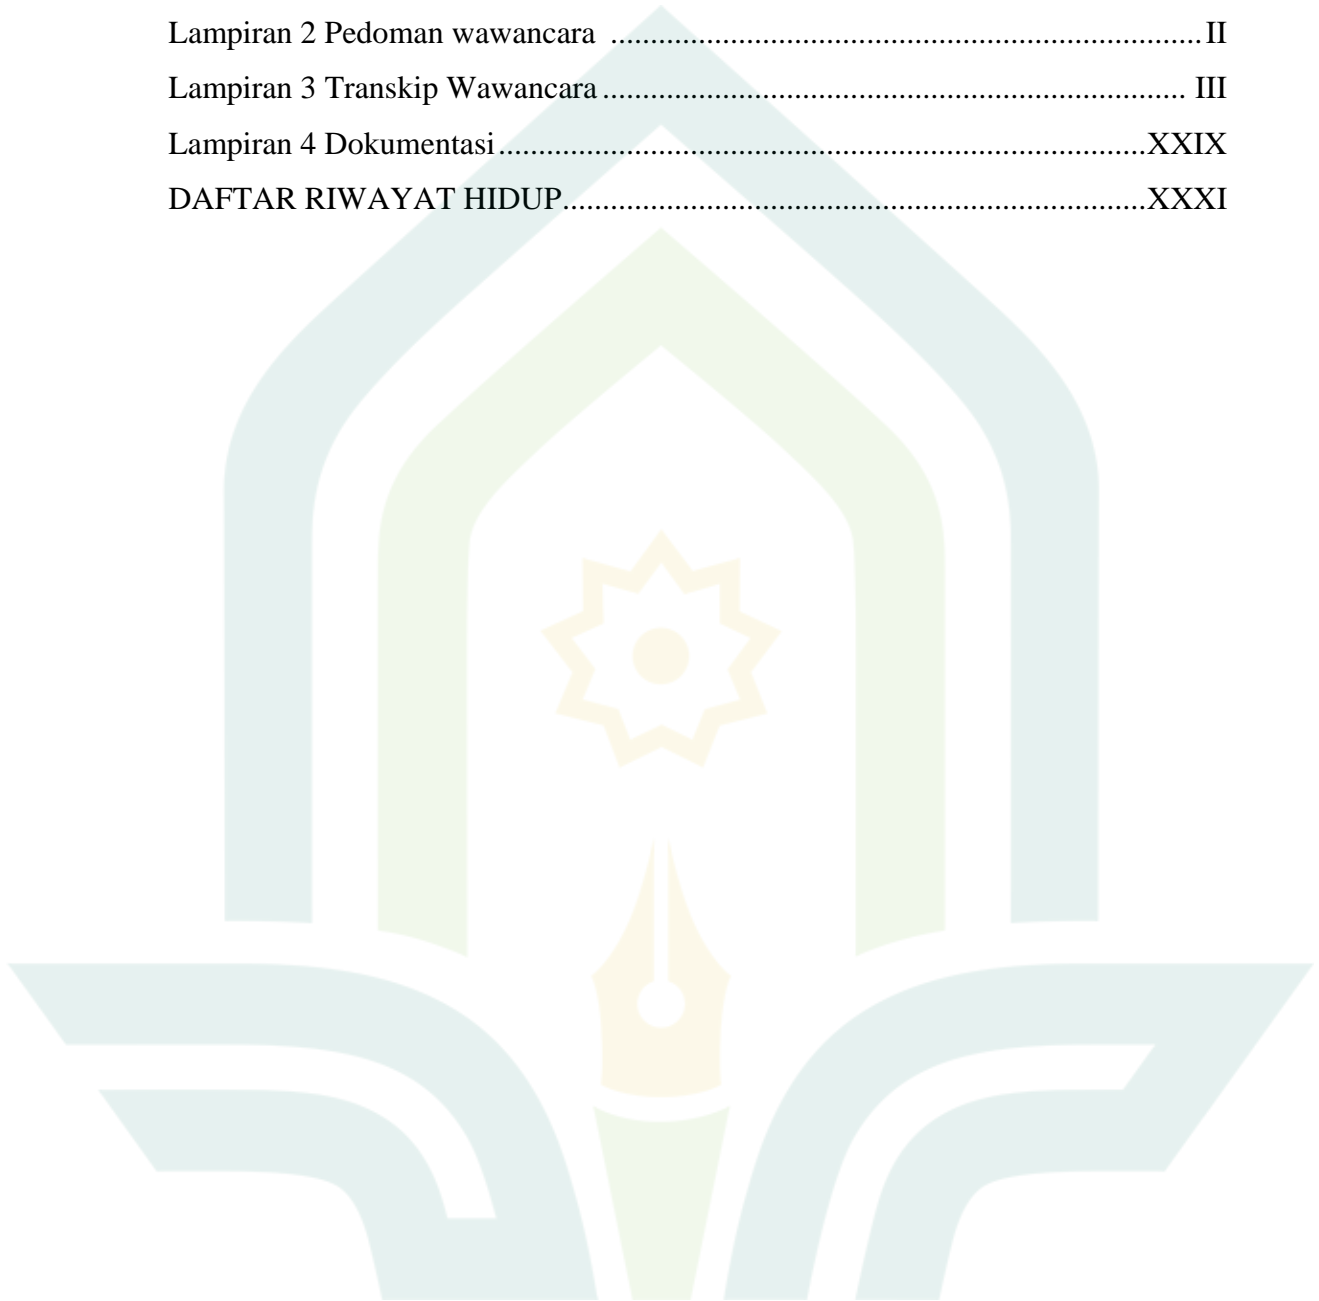 Lampiran 2 Pedoman wawancara ........................................................................... II
Lampiran 3 Transkip Wawancara .......................................................................... III
Lampiran 4 Dokumentasi ..................................................................................XXIX
DAFTAR RIWAYAT HIDUP..........................................................................XXXI